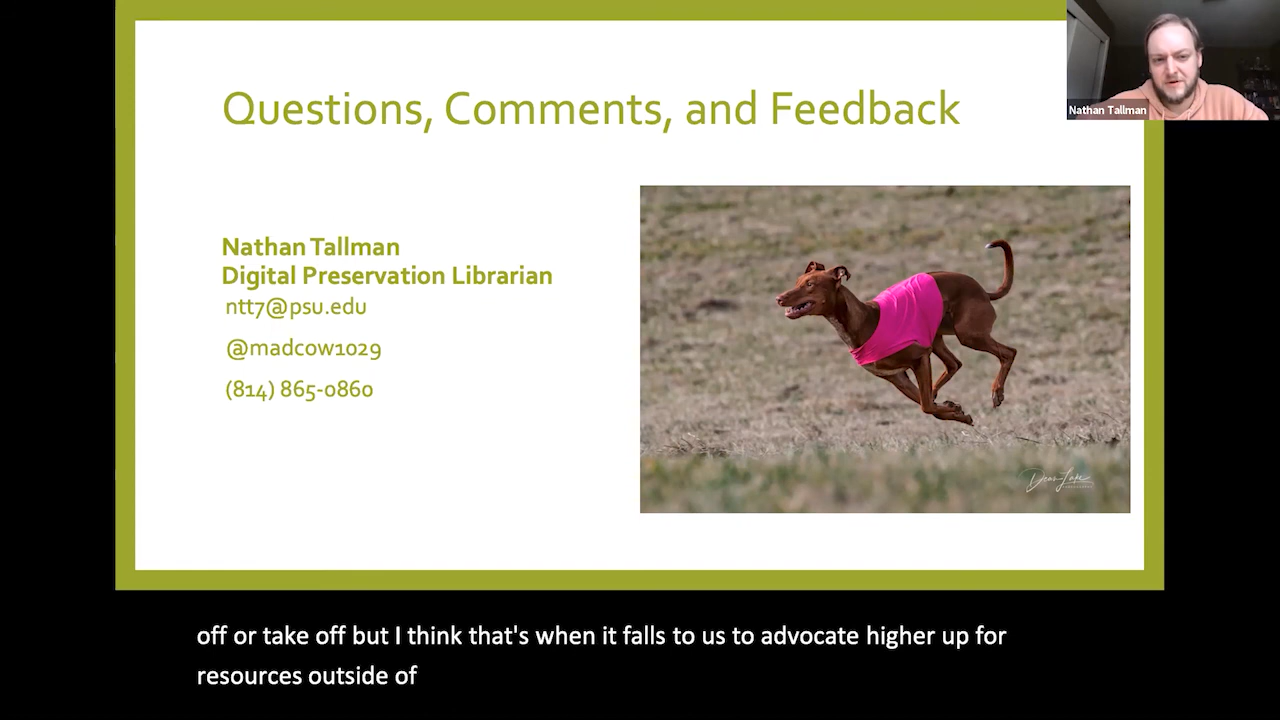 Nathan Tallman
Questions, Comments, and Feedback
Nathan Tallman
Digital Preservation Librarian
ntt7@psu.edu
@madcow1029
(814) 865-0860
Dean Lake
off or take off but I think that's when it falls to us to advocate higher up for
resources outside of